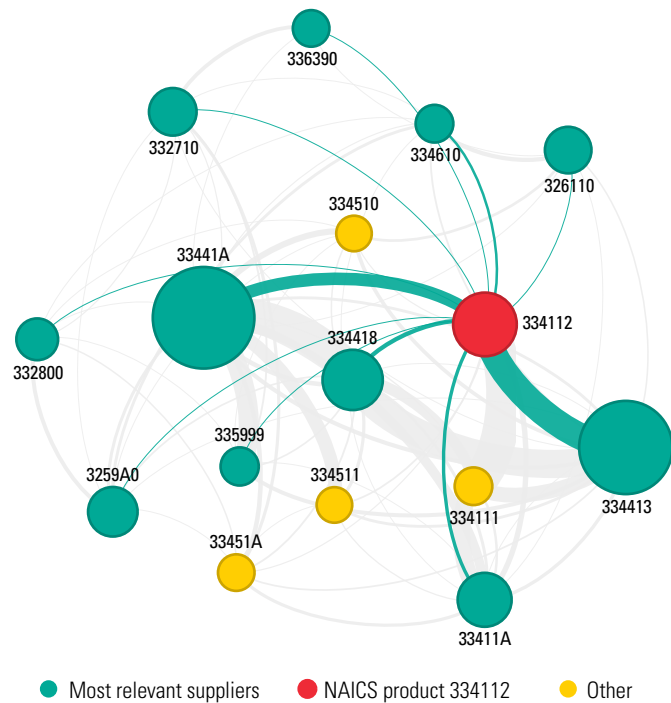 336390
332710
334610
326110
334510
33441A
334112
332800
334418
335999
3259A0
334511
334111
334413
33451A
33411A
Most relevant suppliers
NAICS product 334112
Other